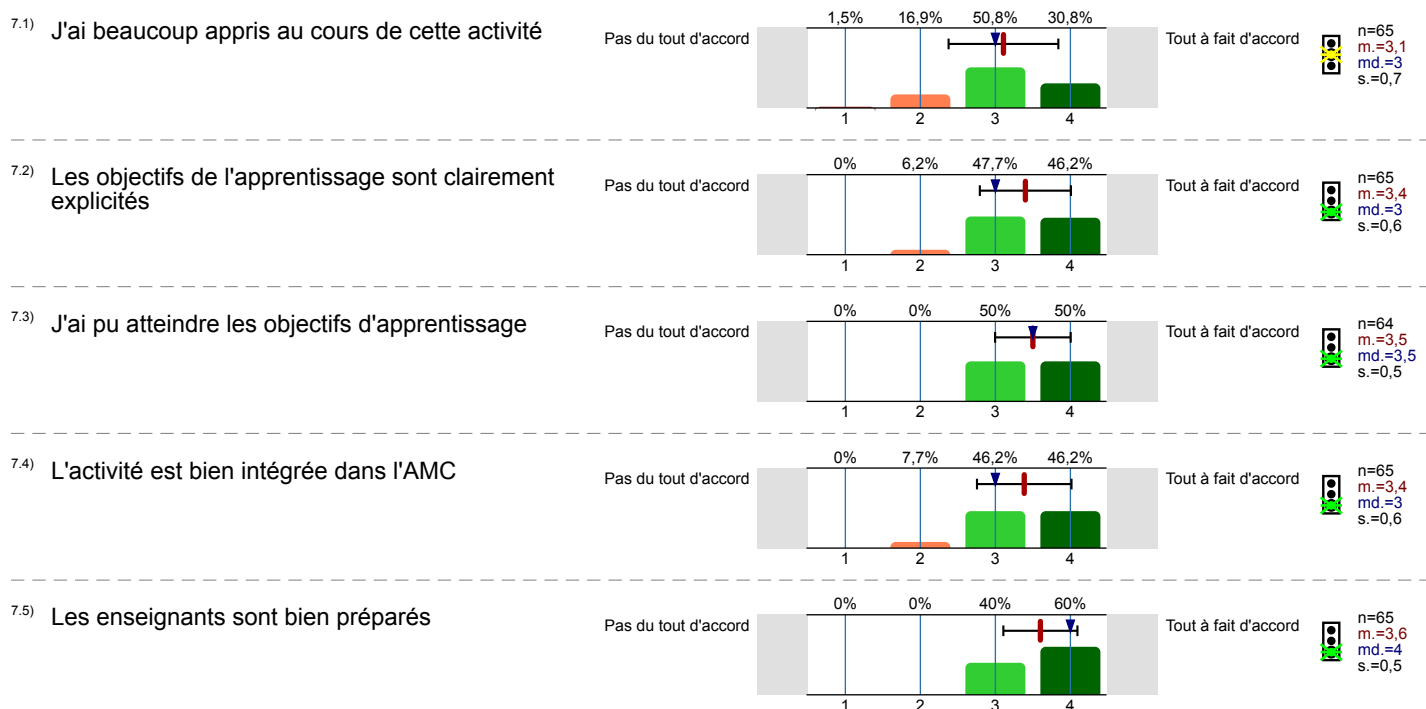 7.1) J'ai beaucoup appris au cours de cette activité
Pas du tout d'accord
1,5% 16,9% 50,8% 30,8%
1 2 3 4
Tout à fait d'accord
n=65
m.=3,1
md.=3
s.=0,7
7.2) Les objectifs de l'apprentissage sont clairement
explicités
Pas du tout d'accord
0% 6,2% 47,7% 46,2%
1 2 3 4
Tout à fait d'accord
n=65
m.=3,4
md.=3
s.=0,6
7.3) J'ai pu atteindre les objectifs d'apprentissage
Pas du tout d'accord
0% 0% 50% 50%
1 2 3 4
Tout à fait d'accord
n=64
m.=3,5
md.=3,5
s.=0,5
7.4) L'activité est bien intégrée dans l'AMC
Pas du tout d'accord
0% 7,7% 46,2% 46,2%
1 2 3 4
Tout à fait d'accord
n=65
m.=3,4
md.=3
s.=0,6
7.5) Les enseignants sont bien préparés
Pas du tout d'accord
0% 0% 40% 60%
1 2 3 4
Tout à fait d'accord
n=65
m.=3,6
md.=4
s.=0,5